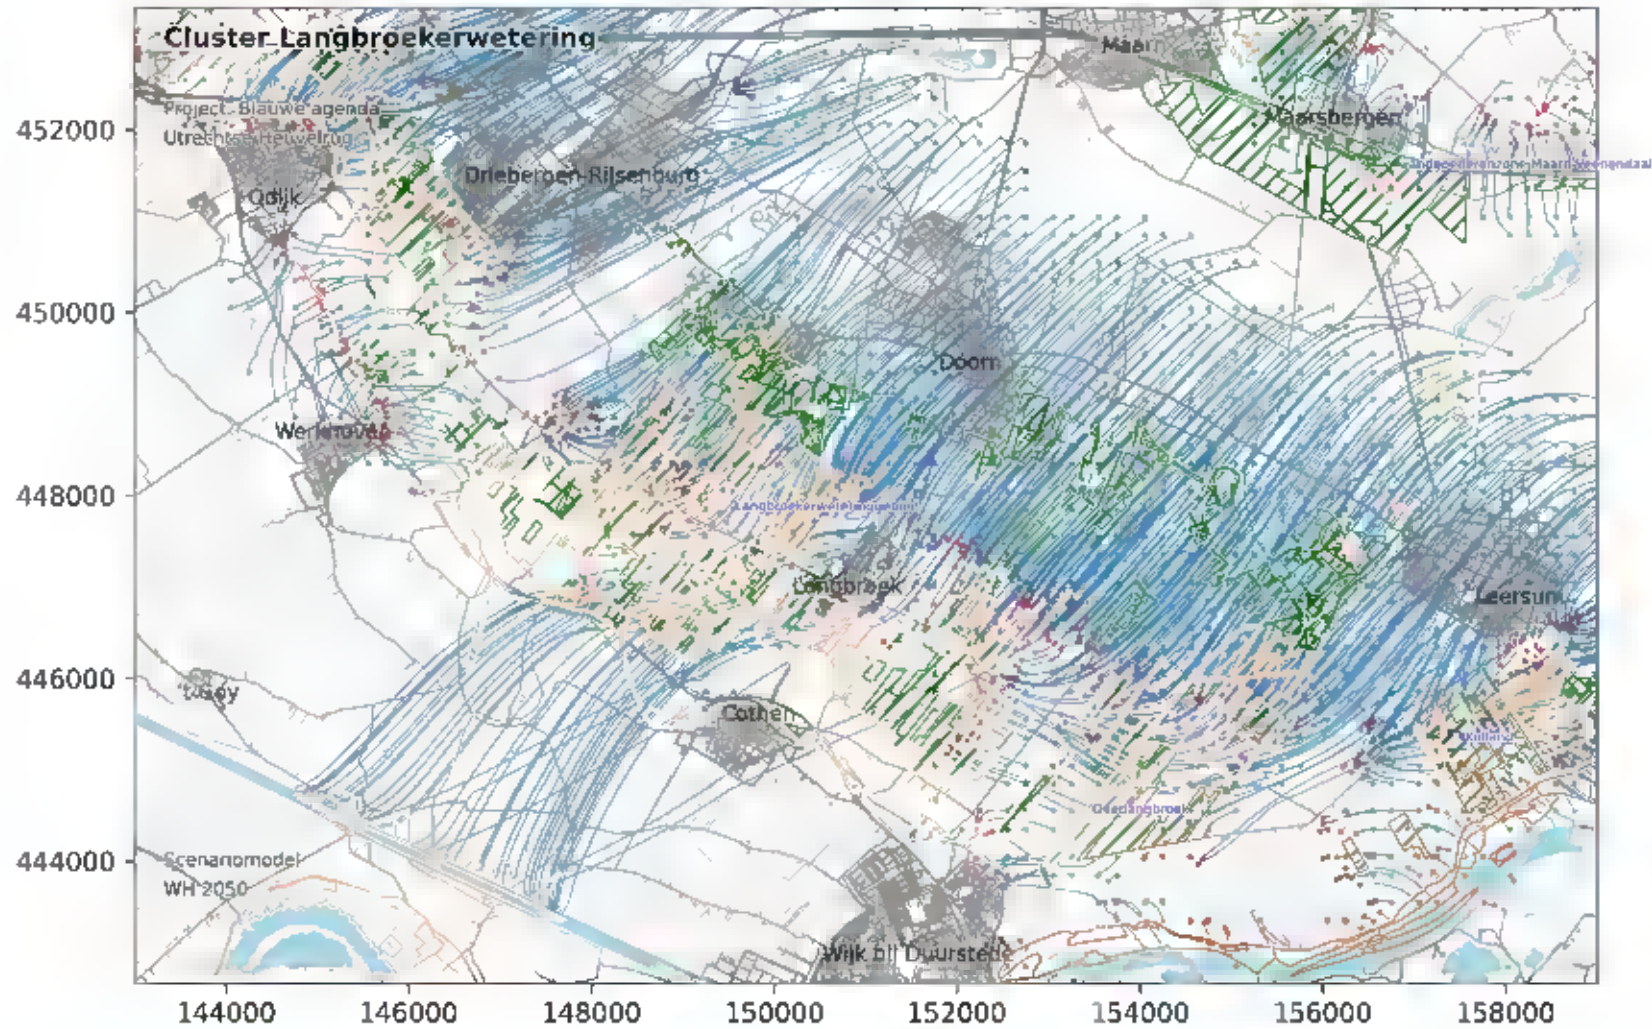 Cluster Langbroekerwetering
Maarn
Project: Blauwe agenda
Utrechtse Heuvelrug
452000
Maarsbergen
Driebergen-Rijsenburg
Odijk
450000
Doorn
Werkhoven
448000
Langbroek
Leersum
446000
't Goy
Cothen
Overlangbroek
444000
Scenariomodel
WH 2050
Wijk bij Duurstede
144000 146000 148000 150000 152000 154000 156000 158000